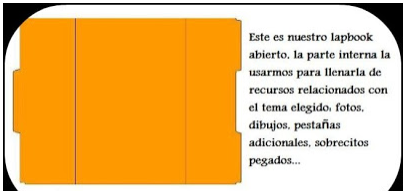 Este es nuestro lapbook
abierto, la parte interna la
usarmos para llenarla de
recursos relacionados con
el tema elegido: fotos,
dibujos, pestañas
adicionales, sobrecitos
pegados...